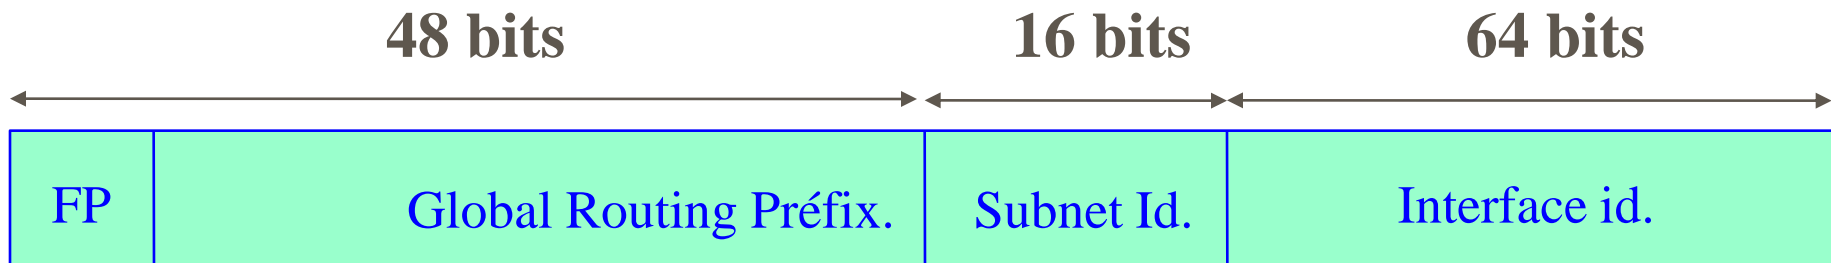 48 bits 16 bits 64 bits
FP Global Routing Préfix. Subnet Id. Interface id.